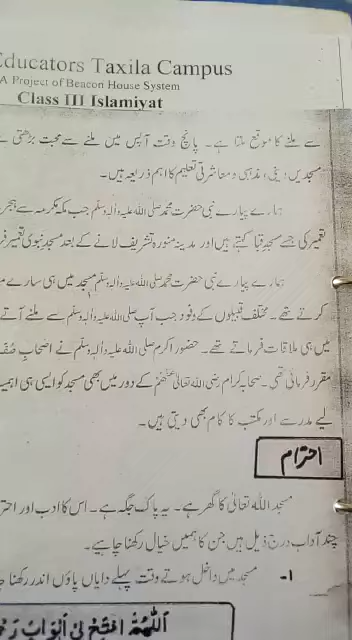 Educators Taxila Campus
A Project of Beacon House System
Class III Islamiyat
سے ملنے کا موقع ملتا ہے۔ پانچ وقت آپس میں ملنے سے محبت بڑھتی
مسجدیں دینی، مذہبی و معاشرتی تعلیم کا اہم ذریعہ ہیں۔
ہمارے پیارے نبی حضرت محمد صلی اللہ علیہ وآلہ وسلم جب مکہ مکرمہ سے ہجر
تعمیر کی جسے مسجد قبا کہتے ہیں اور مدینہ منورہ تشریف لانے کے بعد مسجد نبوی تعمیر فر
ہمارے پیارے نبی حضرت محمد صلی اللہ علیہ وآلہ وسلم مسجد میں ہی سارے
کرتے تھے۔ مختلف قبیلوں کے وفود جب آپ صلی اللہ علیہ وآلہ وسلم سے ملنے آتے
میں ہی ملاقات فرماتے تھے۔ حضور اکرم صلی اللہ علیہ وآلہ وسلم نے اصحاب صُفّہ
مقرر فرمائی تھی۔ صحابہ کرام رضی اللہ تعالیٰ عنہم کے دور میں بھی مسجد کو ایسی ہی اہمیت
لیے مدرسے اور مکتب کا کام بھی دیتی ہیں۔
احترام
مسجد اللہ تعالیٰ کا گھر ہے۔ یہ پاک جگہ ہے۔ اس کا ادب اور احتر
چند آداب درج ذیل ہیں جن کا ہمیں خیال رکھنا چاہیے۔
۱- مسجد میں داخل ہوتے وقت پہلے دایاں پاؤں اندر رکھنا چا
اَللّٰهُمَّ افْتَحْ لِيْ اَبْوَابَ رَحْ